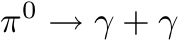 π⁰ → γ + γ